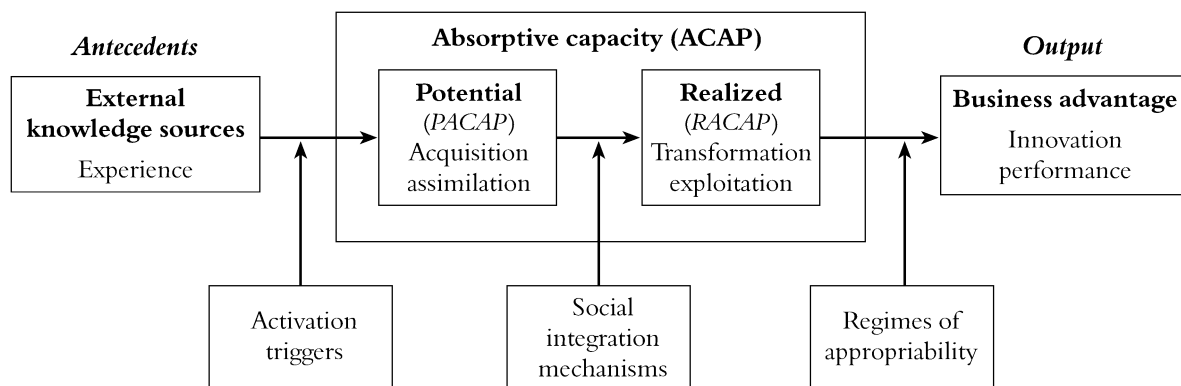 Antecedents
External
knowledge sources
Experience
Absorptive capacity (ACAP)
Potential
(PACAP)
Acquisition
assimilation
Realized
(RACAP)
Transformation
exploitation
Output
Business advantage
Innovation
performance
Activation
triggers
Social
integration
mechanisms
Regimes of
appropriability